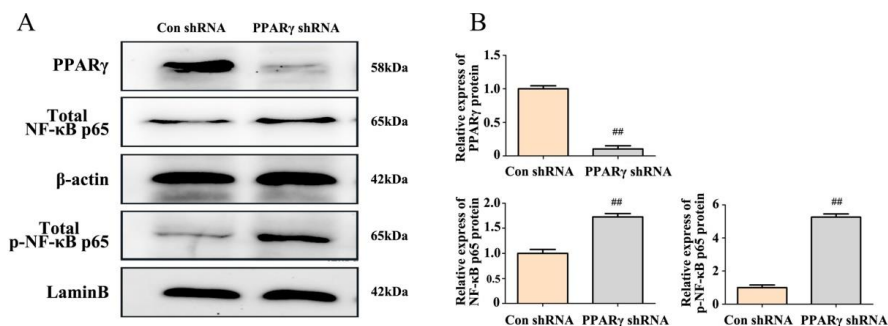 A
Con shRNA PPARγ shRNA
PPARγ
58kDa
Total
NF-κB p65
65kDa
β-actin
42kDa
Total
p-NF-κB p65
65kDa
LaminB
42kDa
B
Relative express of
PPARγ protein
1.5
1.0
0.5
0.0
##
Con shRNA PPARγ shRNA
Relative express of
NF-κB p65 protein
2.0
1.5
1.0
0.5
0.0
##
Con shRNA PPARγ shRNA
Relative express of
p-NF-κB p65 protein
6
4
2
0
##
Con shRNA PPARγ shRNA